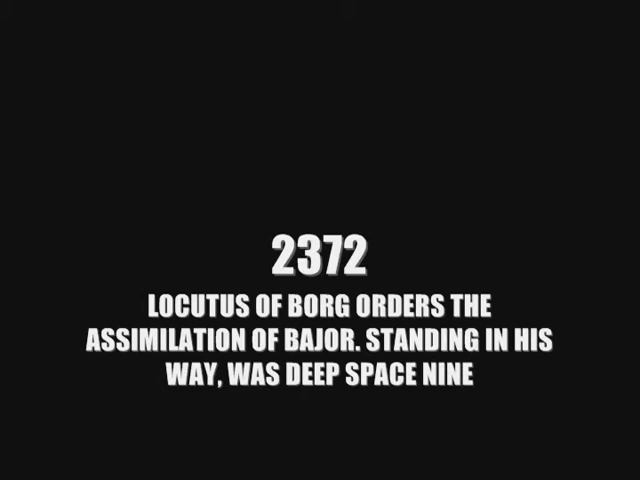 2372
LOCUTUS OF BORG ORDERS THE
ASSIMILATION OF BAJOR. STANDING IN HIS
WAY, WAS DEEP SPACE NINE